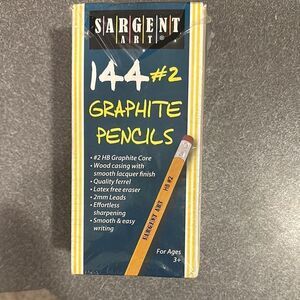 SARGENT
ART®
144 #2
GRAPHITE
PENCILS
• #2 HB Graphite Core
• Wood casing with
smooth lacquer finish
• Quality ferrel
• Latex free eraser
• 2mm Leads
• Effortless
sharpening
• Smooth & easy
writing
SARGENT ART HB #2
For Ages
3+